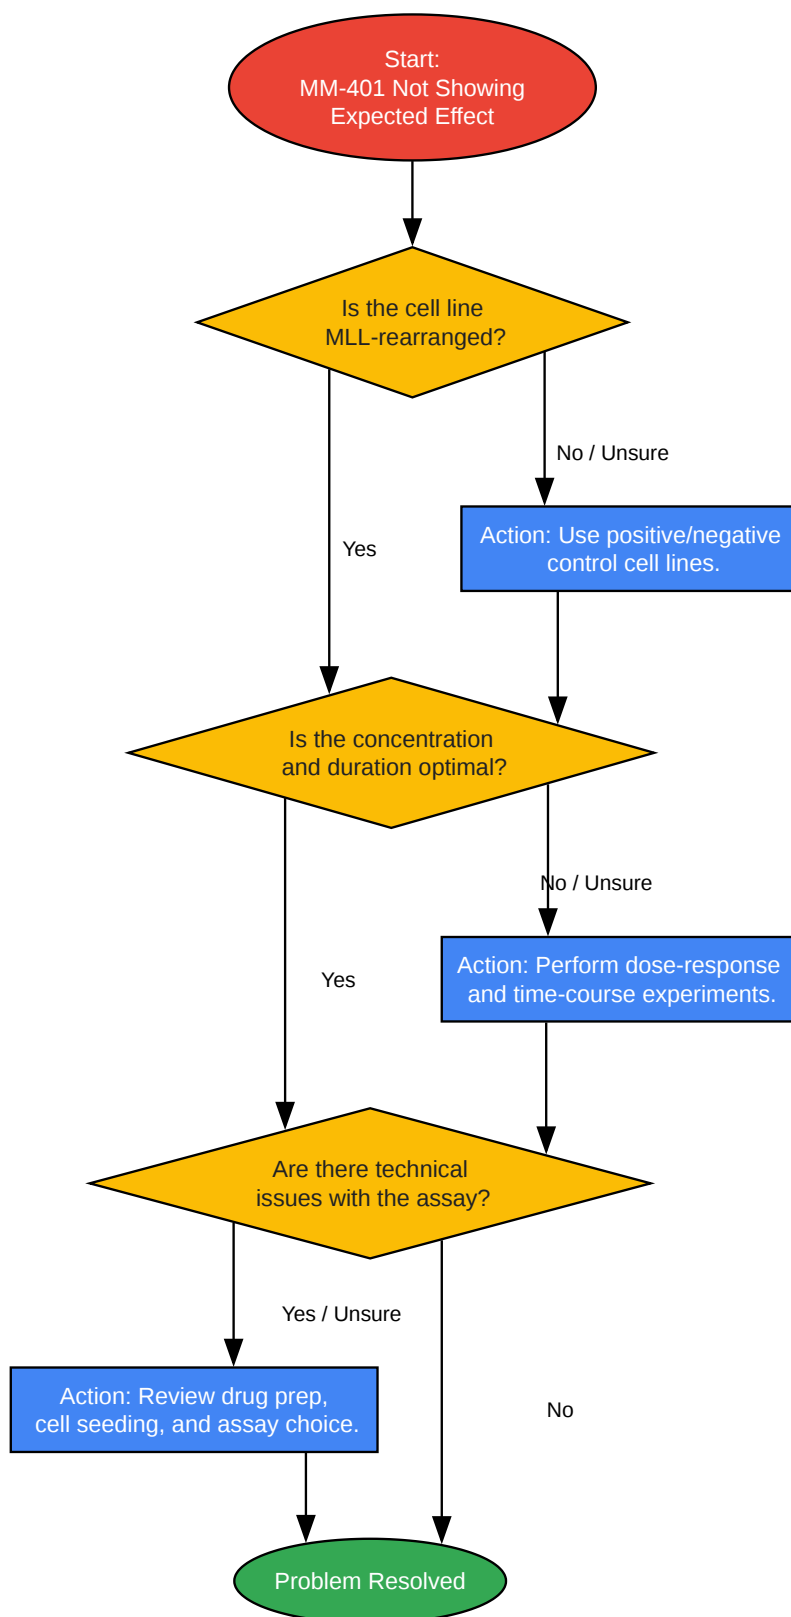 Start:
MM-401 Not Showing
Expected Effect
Is the cell line
MLL-rearranged?
No / Unsure
Action: Use positive/negative
control cell lines.
Yes
Is the concentration
and duration optimal?
No / Unsure
Action: Perform dose-response
and time-course experiments.
Yes
Are there technical
issues with the assay?
Yes / Unsure
Action: Review drug prep,
cell seeding, and assay choice.
No
Problem Resolved